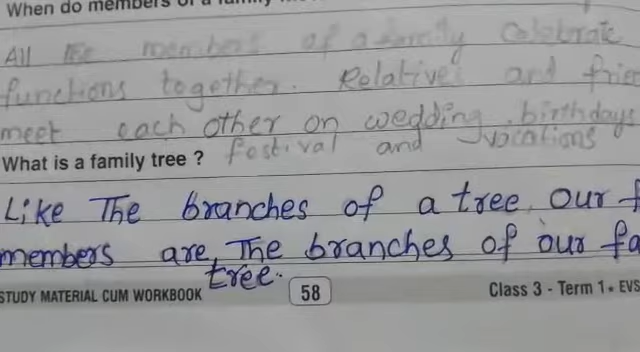 When do members of a family m
All the members of a family Celebrate
functions together. Relatives and frien
meet each other on wedding, birthdays
festival and vacations
What is a family tree ?
Like The branches of a tree, Our f
members are, The branches of our fa
tree.
STUDY MATERIAL CUM WORKBOOK 58 Class 3 - Term 1 ★ EVS